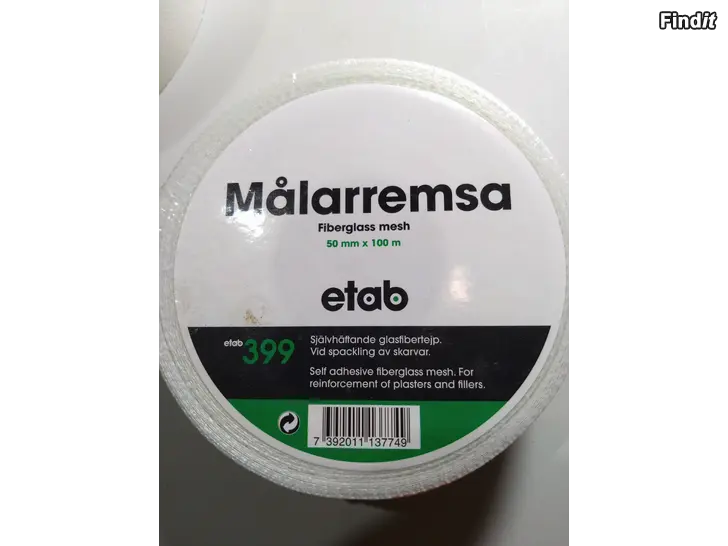 Findit
Målarremsa
Fiberglass mesh
50 mm x 100 m
etab
etab 399
Självhäftande glasfibertejp.
Vid spackling av skarvar.
Self adhesive fiberglass mesh. For
reinforcement of plasters and fillers.
7 392011 137749